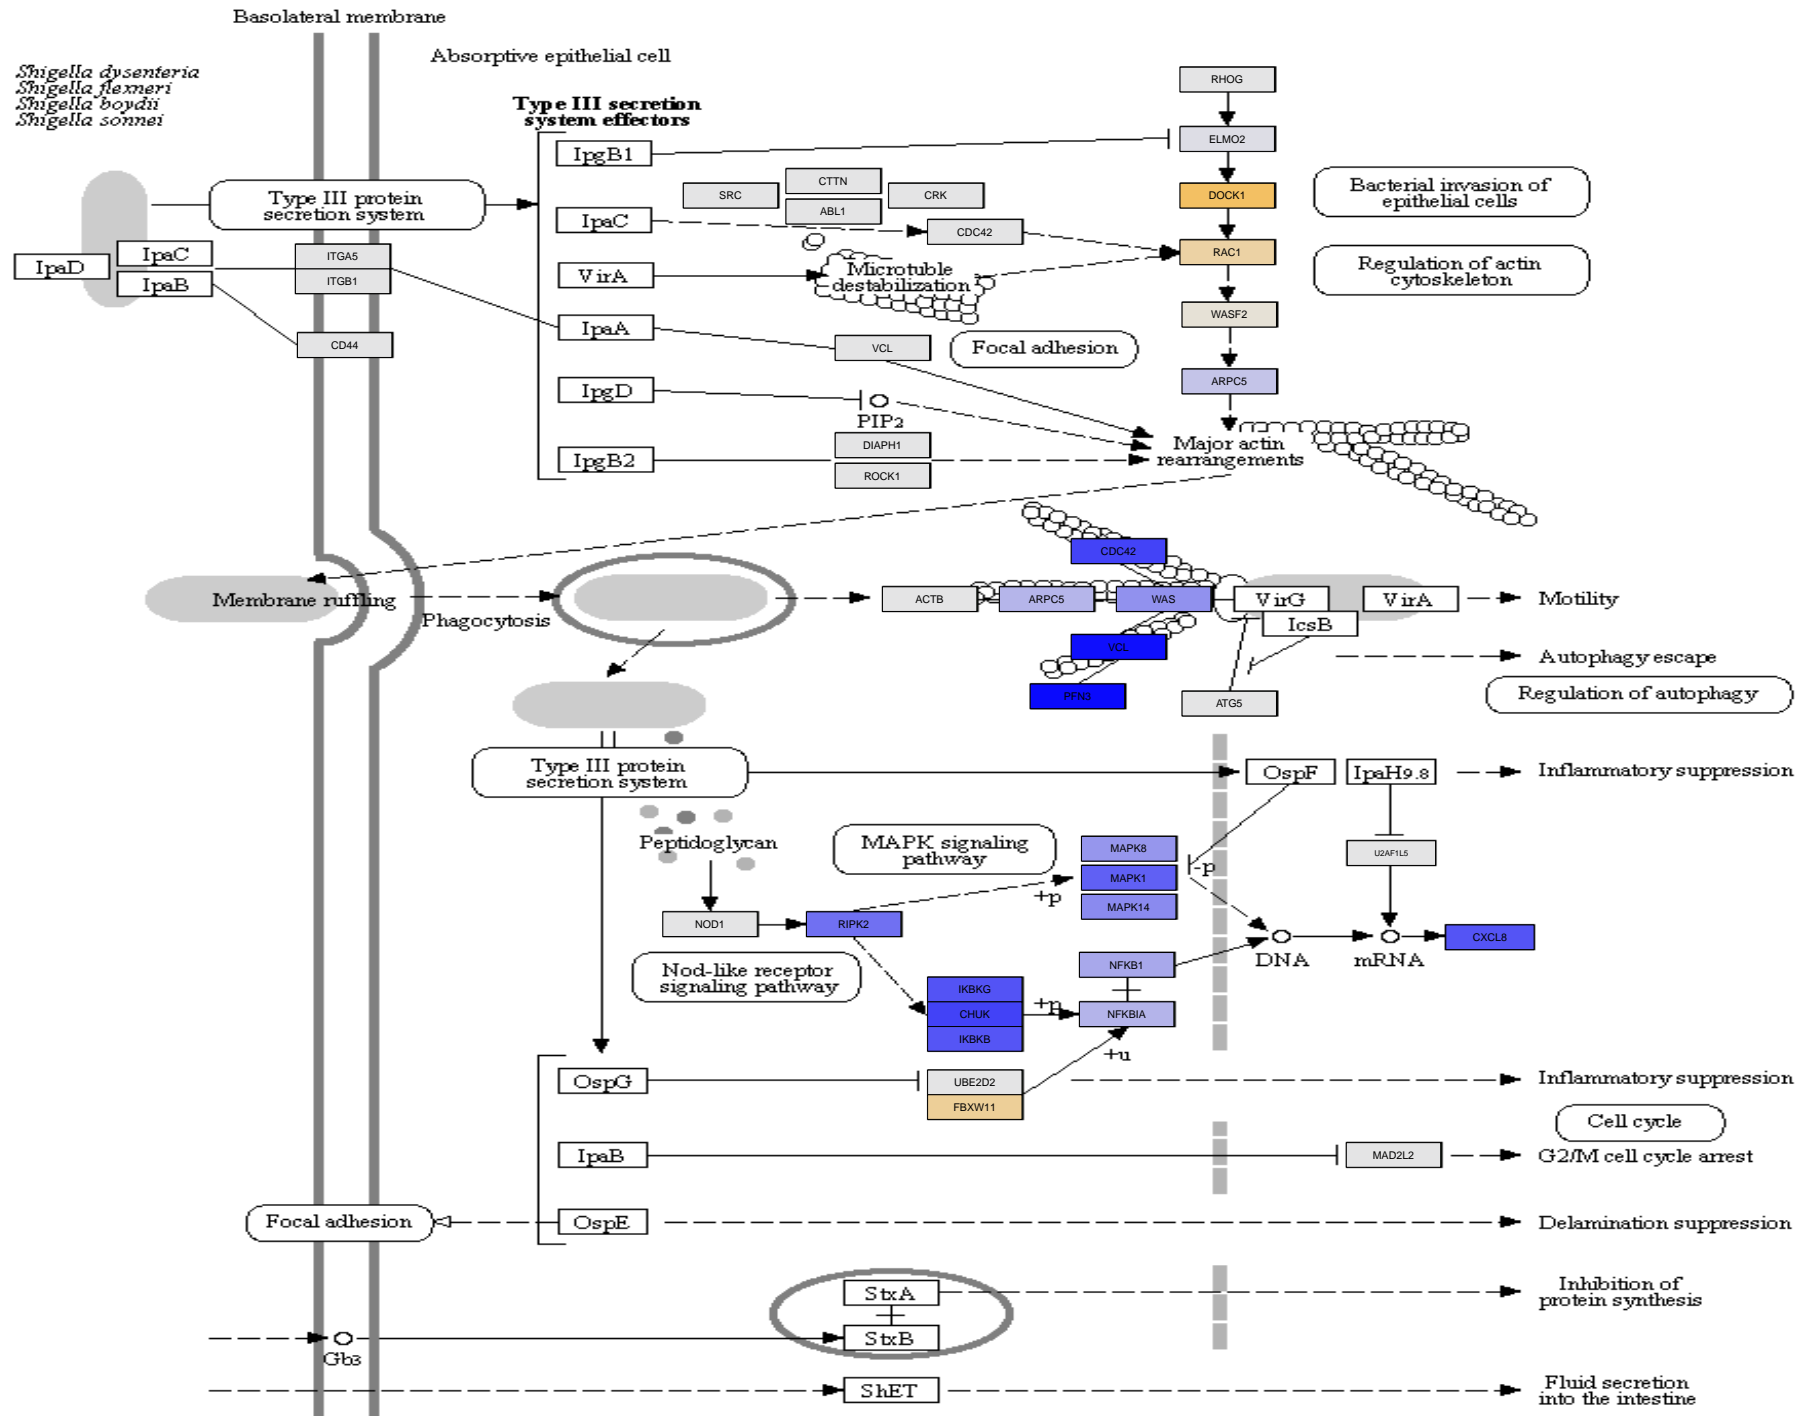 Basolateral membrane
Absorptive epithelial cell
Shigella dysenteria
Shigella flexneri
Shigella boydii
Shigella sonnei
Type III secretion
system effectors
RHOG
IpgB1
ELMO2
Type III protein
secretion system
SRC
CTTN
CRK
ABL1
DOCK1
Bacterial invasion of
epithelial cells
IpaC
CDC42
RAC1
IpaD
IpaC
IpaB
ITGA5
ITGB1
VirA
Microtuble
destabilization
Regulation of actin
cytoskeleton
WASF2
IpaA
CD44
VCL
Focal adhesion
ARPC5
IpgD
PIP2
DIAPH1
ROCK1
IpgB2
Major actin
rearrangements
CDC42
Membrane ruffling
Phagocytosis
ACTB
ARPC5
WAS
VirG
VirA
Motility
IcsB
VCL
Autophagy escape
PFN3
ATG5
Regulation of autophagy
Type III protein
secretion system
OspF
IpaH9.8
Inflammatory suppression
Peptidoglycan
MAPK signaling
pathway
MAPK8
MAPK1
MAPK14
-p
+p
U2AF1L5
NOD1
RIPK2
CXCL8
DNA
mRNA
Nod-like receptor
signaling pathway
NFKB1
IKBKG
CHUK
IKBKB
+p
NFKBIA
+u
OspG
UBE2D2
FBXW11
Inflammatory suppression
Cell cycle
IpaB
MAD2L2
G2/M cell cycle arrest
Focal adhesion
OspE
Delamination suppression
StxA
StxB
Inhibition of
protein synthesis
Gb3
ShET
Fluid secretion
into the intestine